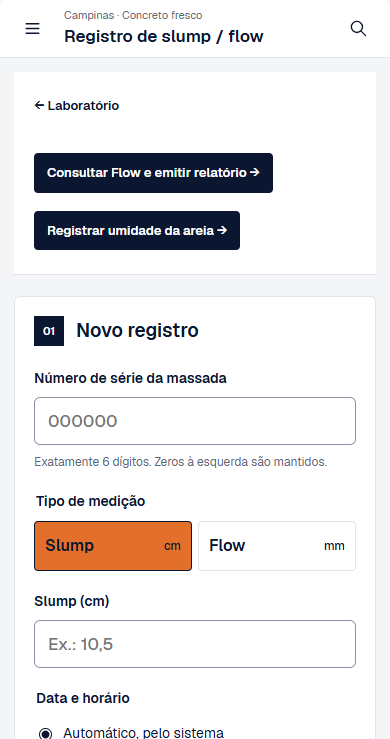 Campinas · Concreto fresco
Registro de slump / flow
← Laboratório
Consultar Flow e emitir relatório →
Registrar umidade da areia →
01 Novo registro
Número de série da massada
000000
Exatamente 6 dígitos. Zeros à esquerda são mantidos.
Tipo de medição
Slump cm Flow mm
Slump (cm)
Ex.: 10,5
Data e horário
Automático, pelo sistema